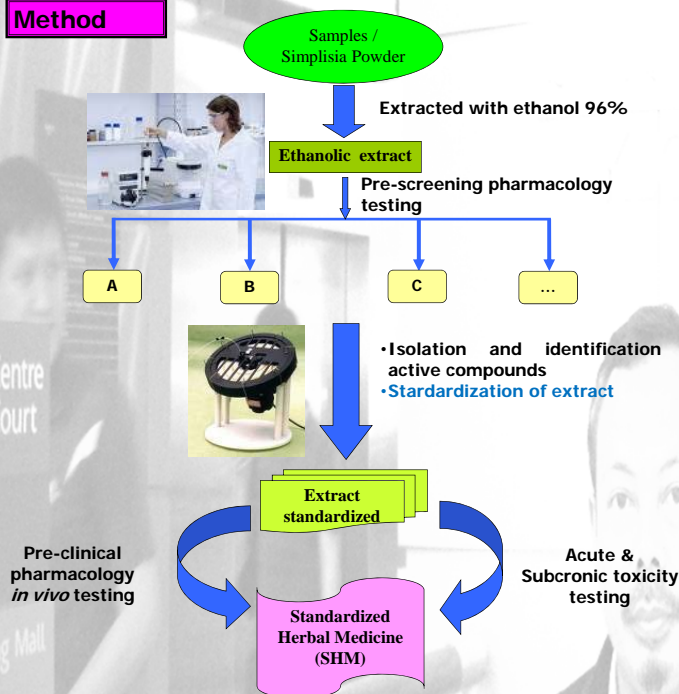 Method
Samples /
Simplisia Powder
Extracted with ethanol 96%
Ethanolic extract
Pre-screening pharmacology
testing
A
B
C
...
•Isolation and identification
active compounds
•Stardardization of extract
Extract
standardized
Pre-clinical
pharmacology
in vivo testing
Acute &
Subcronic toxicity
testing
Standardized
Herbal Medicine
(SHM)
entre
ourt
g Mall